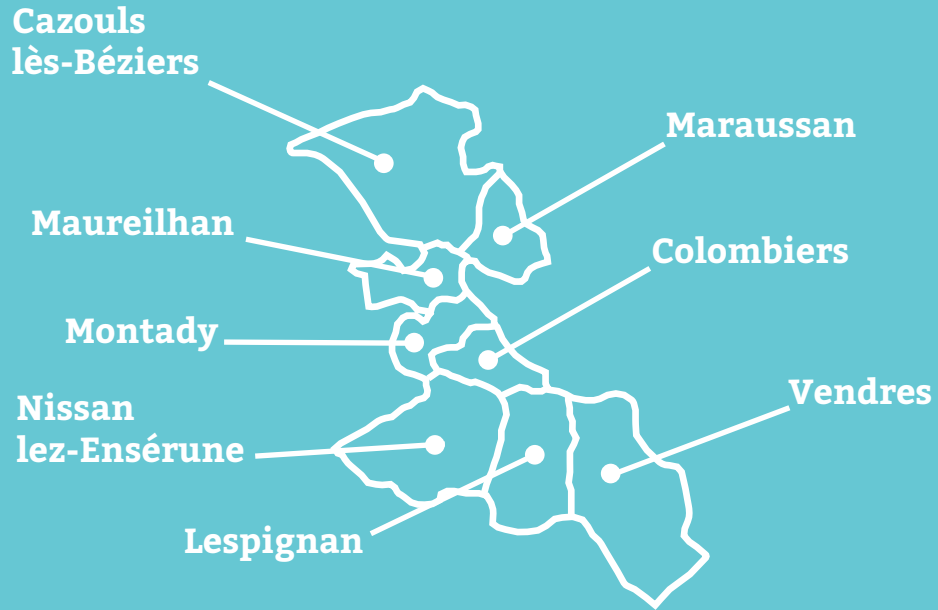 Cazouls
lès-Béziers
Maraussan
Maureilhan
Colombiers
Montady
Vendres
Nissan
lez-Ensérune
Lespignan